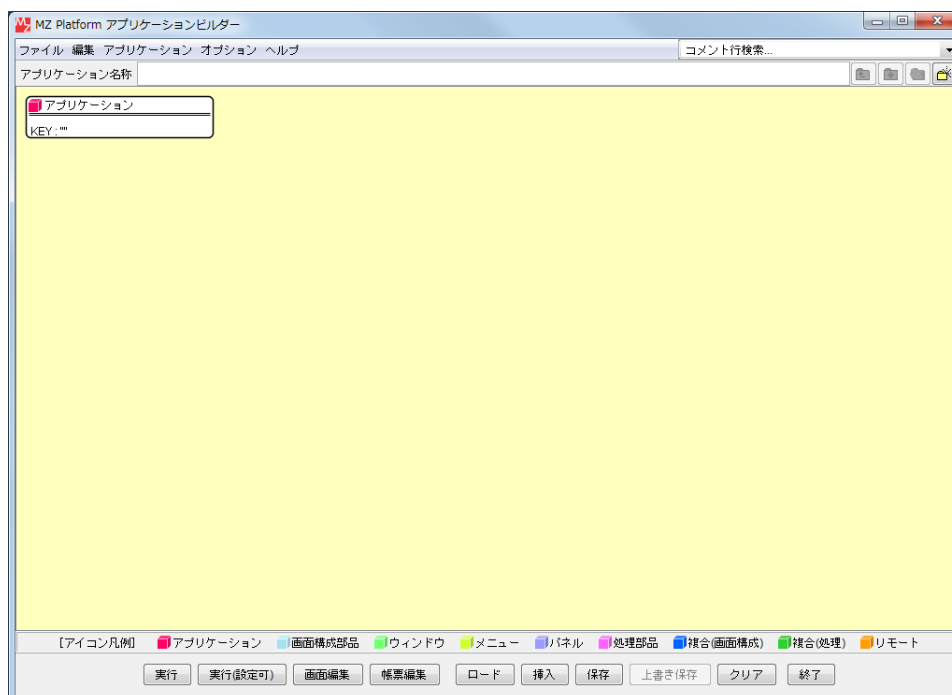 MZ Platform アプリケーションビルダー
ファイル 編集 アプリケーション オプション ヘルプ コメント行検索...
アプリケーション名称
アプリケーション
KEY : ""
[アイコン凡例] アプリケーション 画面構成部品 ウィンドウ メニュー パネル 処理部品 複合(画面構成) 複合(処理) リモート
実行 実行(設定可) 画面編集 帳票編集 ロード 挿入 保存 上書き保存 クリア 終了